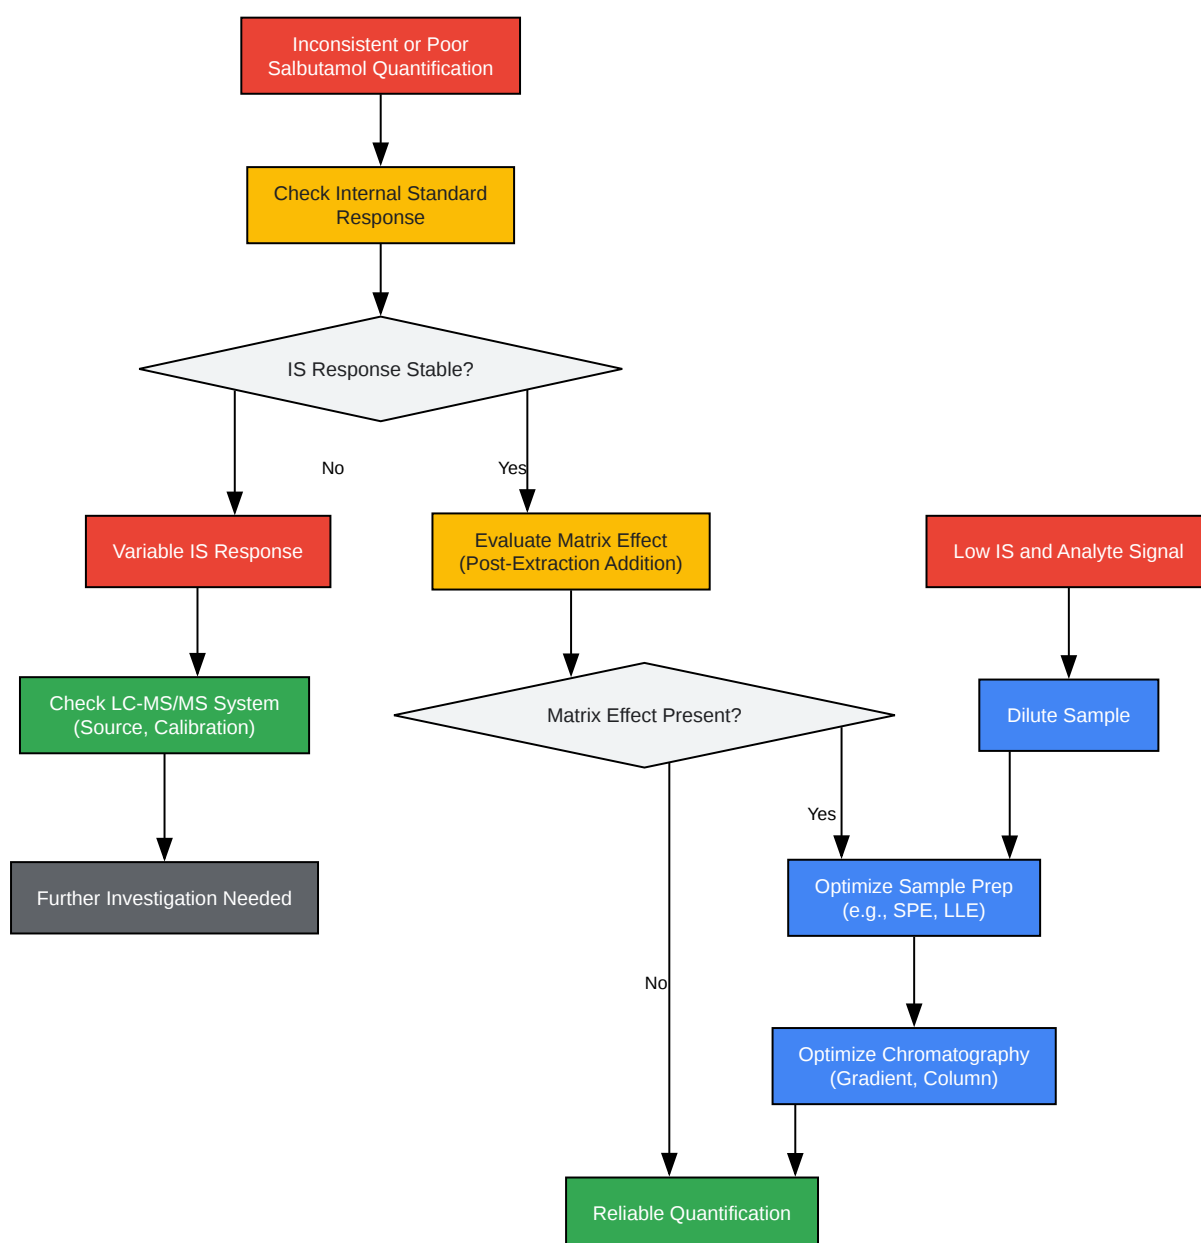 Inconsistent or Poor
Salbutamol Quantification
Check Internal Standard
Response
IS Response Stable?
No
Yes
Variable IS Response
Evaluate Matrix Effect
(Post-Extraction Addition)
Low IS and Analyte Signal
Check LC-MS/MS System
(Source, Calibration)
Matrix Effect Present?
Dilute Sample
Yes
Further Investigation Needed
Optimize Sample Prep
(e.g., SPE, LLE)
No
Optimize Chromatography
(Gradient, Column)
Reliable Quantification